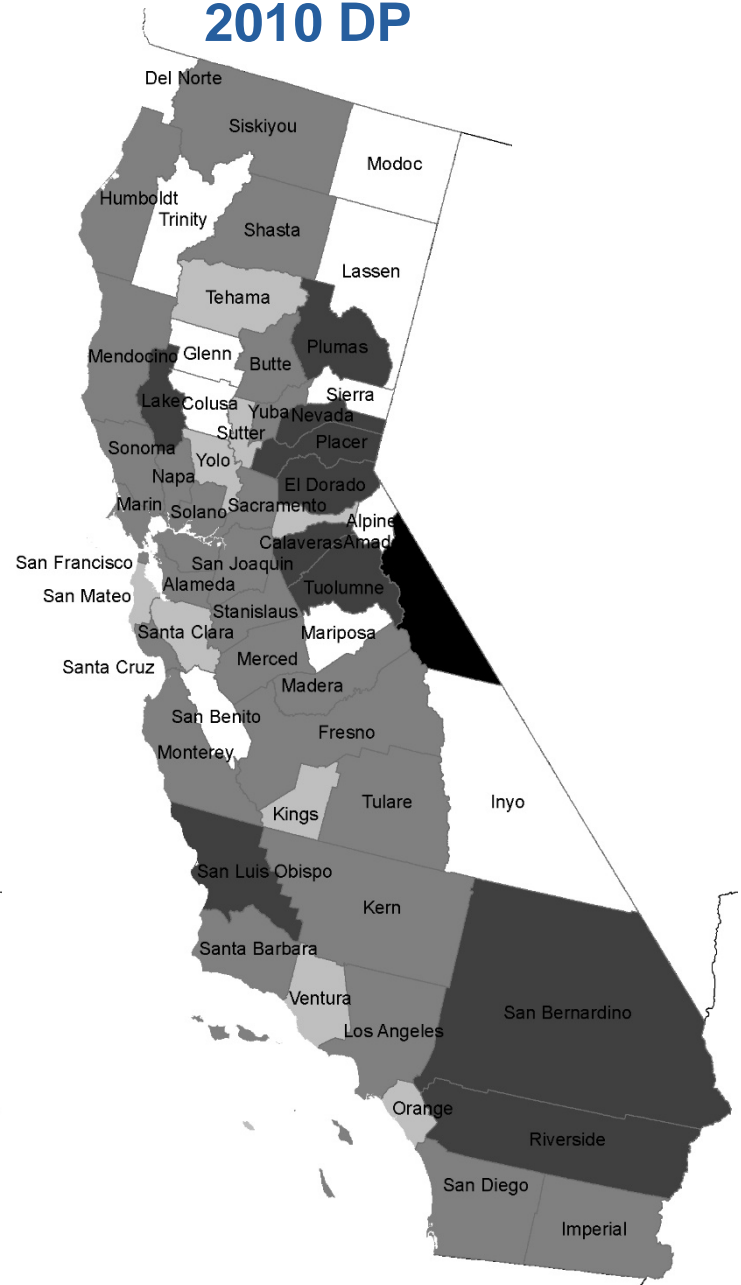 2010 DP
Del Norte
Siskiyou
Modoc
Humboldt
Trinity
Shasta
Lassen
Tehama
Plumas
Mendocino
Glenn
Butte
Sierra
Lake
Colusa
Yuba
Nevada
Sutter
Placer
Sonoma
Yolo
Napa
El Dorado
Marin
Solano
Sacramento
Alpine
Calaveras
Amad
San Francisco
San Joaquin
Alameda
Tuolumne
San Mateo
Stanislaus
Santa Clara
Mariposa
Santa Cruz
Merced
Madera
San Benito
Fresno
Monterey
Kings
Tulare
Inyo
San Luis Obispo
Kern
Santa Barbara
Ventura
San Bernardino
Los Angeles
Orange
Riverside
San Diego
Imperial